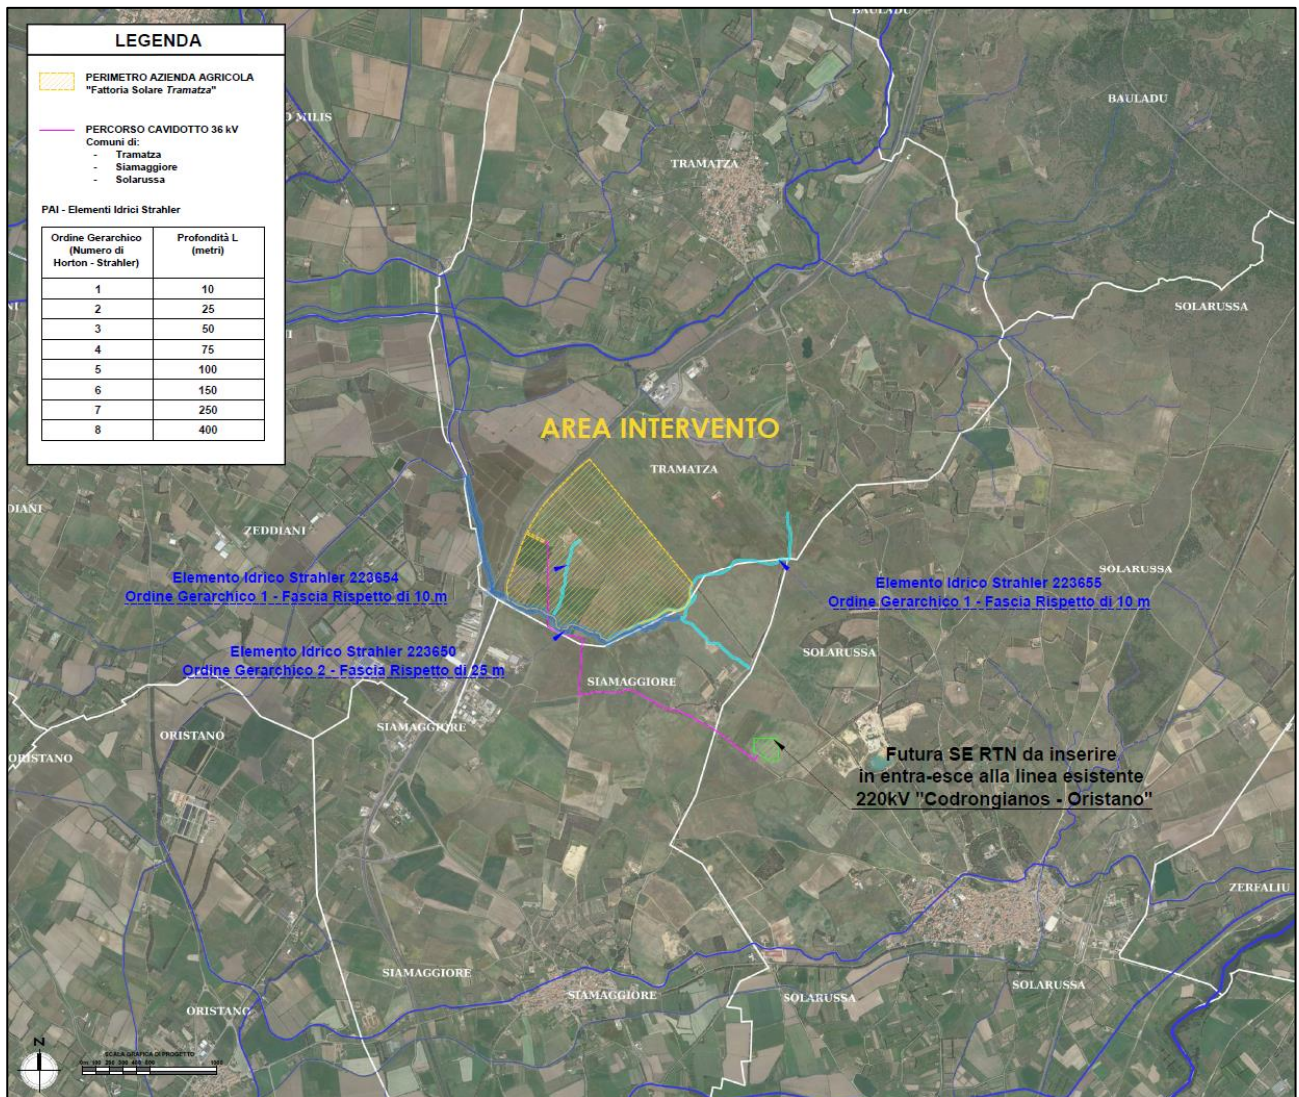 LEGENDA
PERIMETRO AZIENDA AGRICOLA
"Fattoria Solare Tramatza"
PERCORSO CAVIDOTTO 36 kV
Comuni di:
- Tramatza
- Siamaggiore
- Solarussa
PAI - Elementi Idrici Strahler
Ordine Gerarchico
(Numero di
Horton - Strahler)
Profondità L
(metri)
1 10
2 25
3 50
4 75
5 100
6 150
7 250
8 400
BAULADU
BAULADU
MILIS
TRAMATZA
SOLARUSSA
AREA INTERVENTO
TRAMATZA
ZEDDIANI
SOLARUSSA
Elemento Idrico Strahler 223654
Ordine Gerarchico 1 - Fascia Rispetto di 10 m
Elemento Idrico Strahler 223655
Ordine Gerarchico 1 - Fascia Rispetto di 10 m
Elemento Idrico Strahler 223650
Ordine Gerarchico 2 - Fascia Rispetto di 25 m
SOLARUSSA
SIAMAGGIORE
SIAMAGGIORE
ORISTANO
ORISTANO
Futura SE RTN da inserire
in entra-esce alla linea esistente
220kV "Codrongianos - Oristano"
ZERFALIU
SIAMAGGIORE
SIAMAGGIORE
SOLARUSSA
SOLARUSSA
ORISTANO
N
SCALA GRAFICA DI PROGETTO